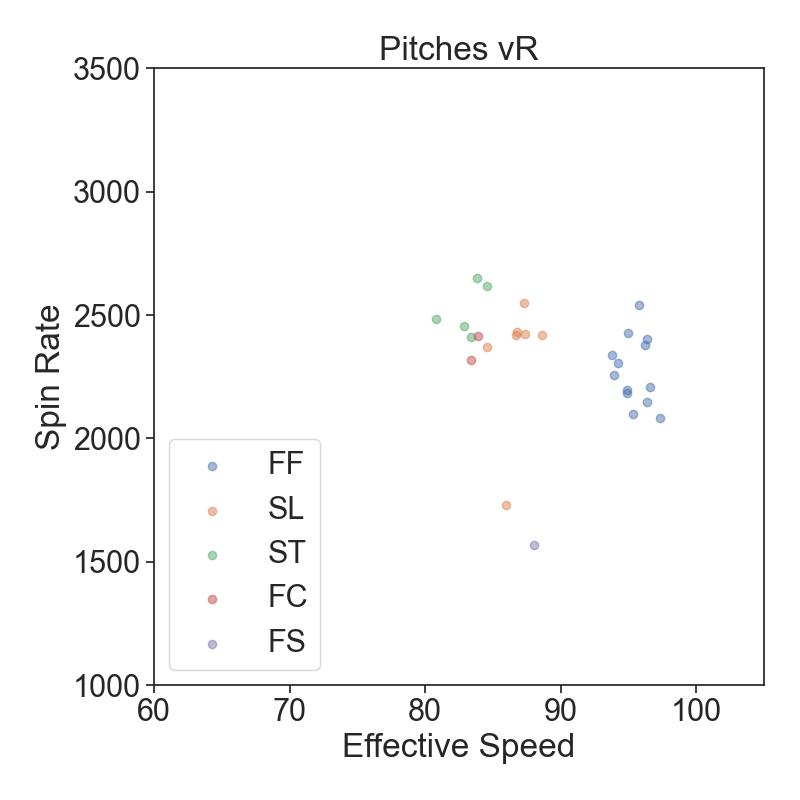 Pitches vR
3500
3000
2500
2000
1500
1000
Spin Rate
FF
SL
ST
FC
FS
60 70 80 90 100
Effective Speed